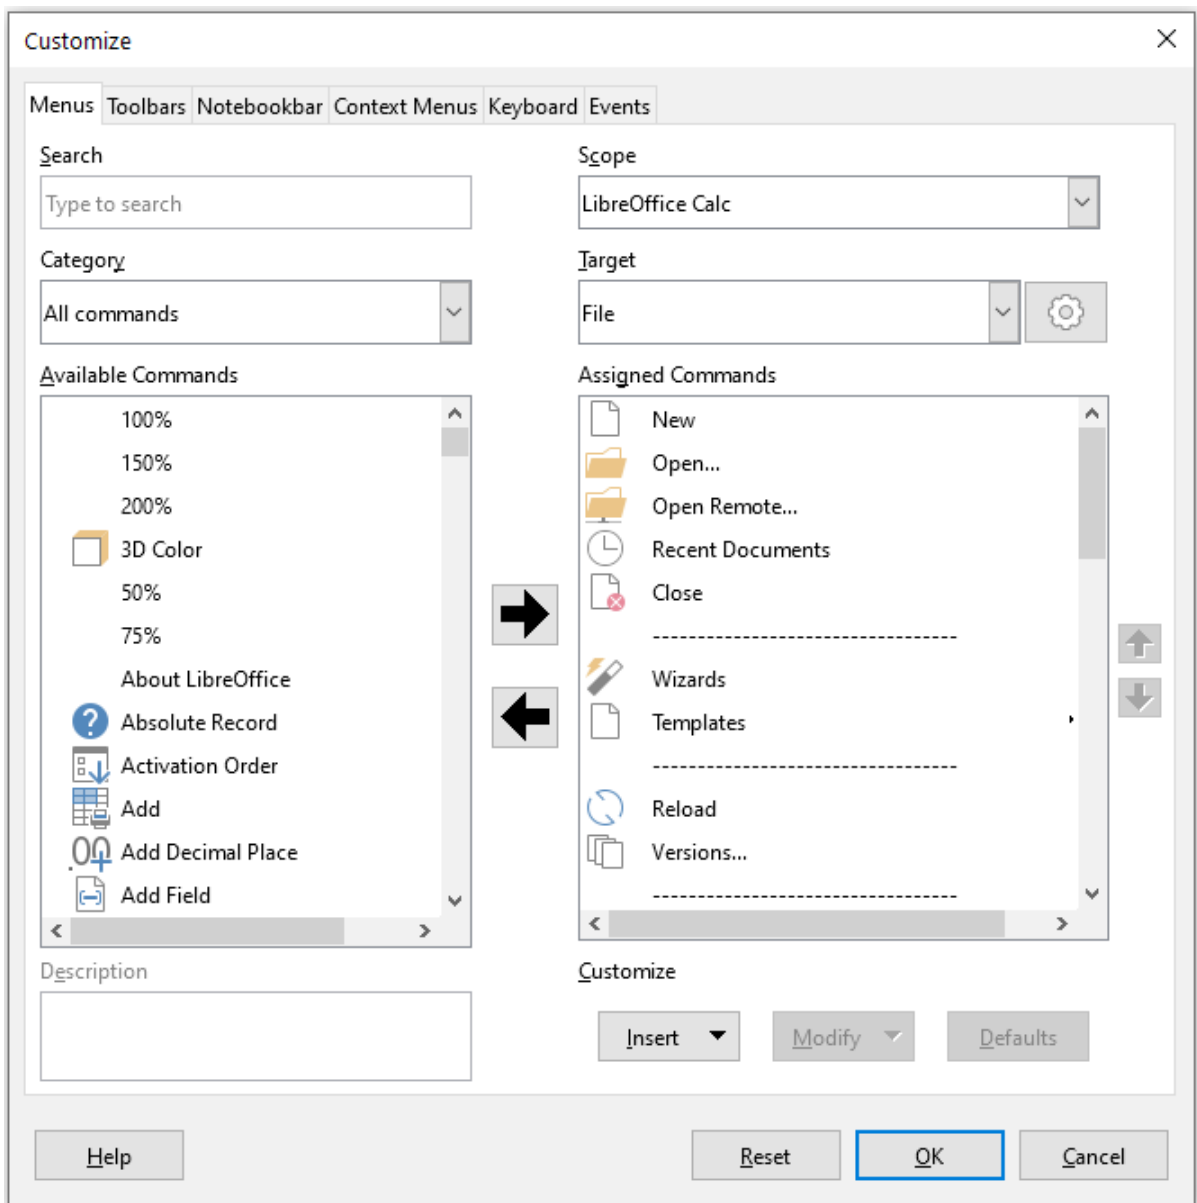 Customize
Menus Toolbars Notebookbar Context Menus Keyboard Events
Search
Type to search
Category
All commands
Available Commands
100%
150%
200%
3D Color
50%
75%
About LibreOffice
Absolute Record
Activation Order
Add
Add Decimal Place
Add Field
Description
Scope
LibreOffice Calc
Target
File
Assigned Commands
New
Open...
Open Remote...
Recent Documents
Close
----------------------------------
Wizards
Templates
----------------------------------
Reload
Versions...
----------------------------------
Customize
Insert Modify Defaults
Help Reset OK Cancel